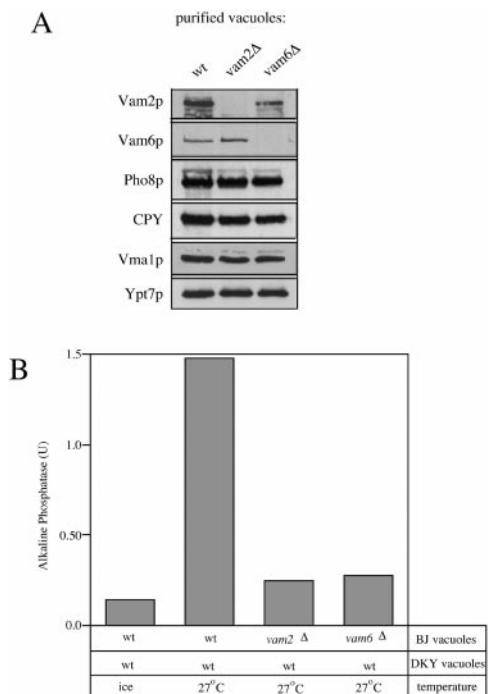 A
purified vacuoles:
wt vam2Δ vam6Δ
Vam2p
Vam6p
Pho8p
CPY
Vma1p
Ypt7p
B
Alkaline Phosphatase (U)
1.5
1.0
0.50
0.0
wt wt vam2 Δ vam6 Δ BJ vacuoles
wt wt wt wt DKY vacuoles
ice 27°C 27°C 27°C temperature